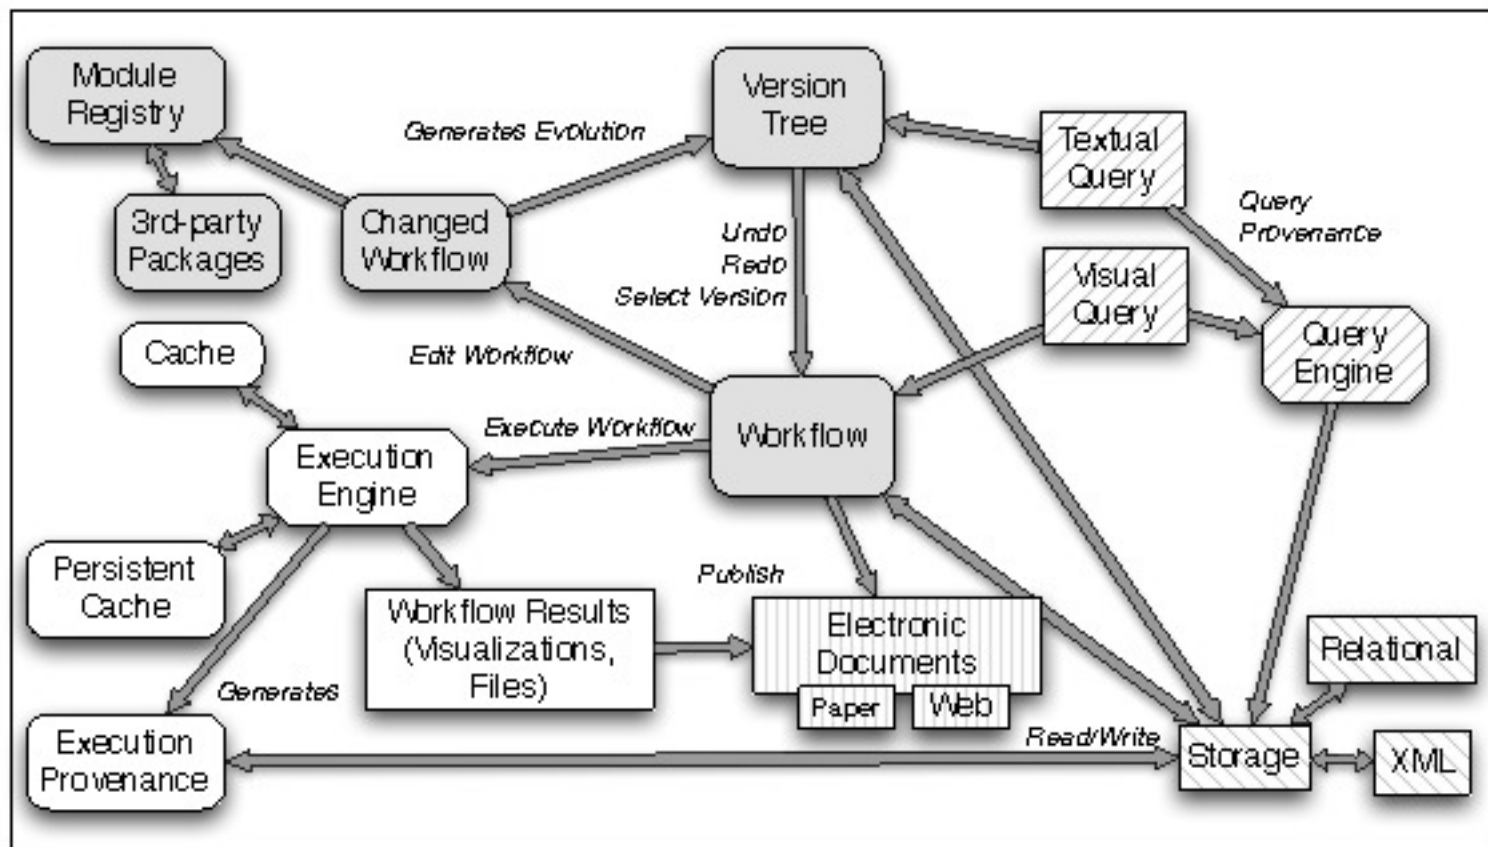 Module
Registry
3rd-party
Packages
Generates Evolution
Changed
Workflow
Version
Tree
Textual
Query
Query
Provenance
Undo
Redo
Select Version
Visual
Query
Query
Engine
Cache
Edit Workflow
Execute Workflow
Workflow
Execution
Engine
Persistent
Cache
Workflow Results
(Visualizations,
Files)
Publish
Electronic
Documents
Paper
Web
Relational
Generates
Execution
Provenance
Read/Write
Storage
XML